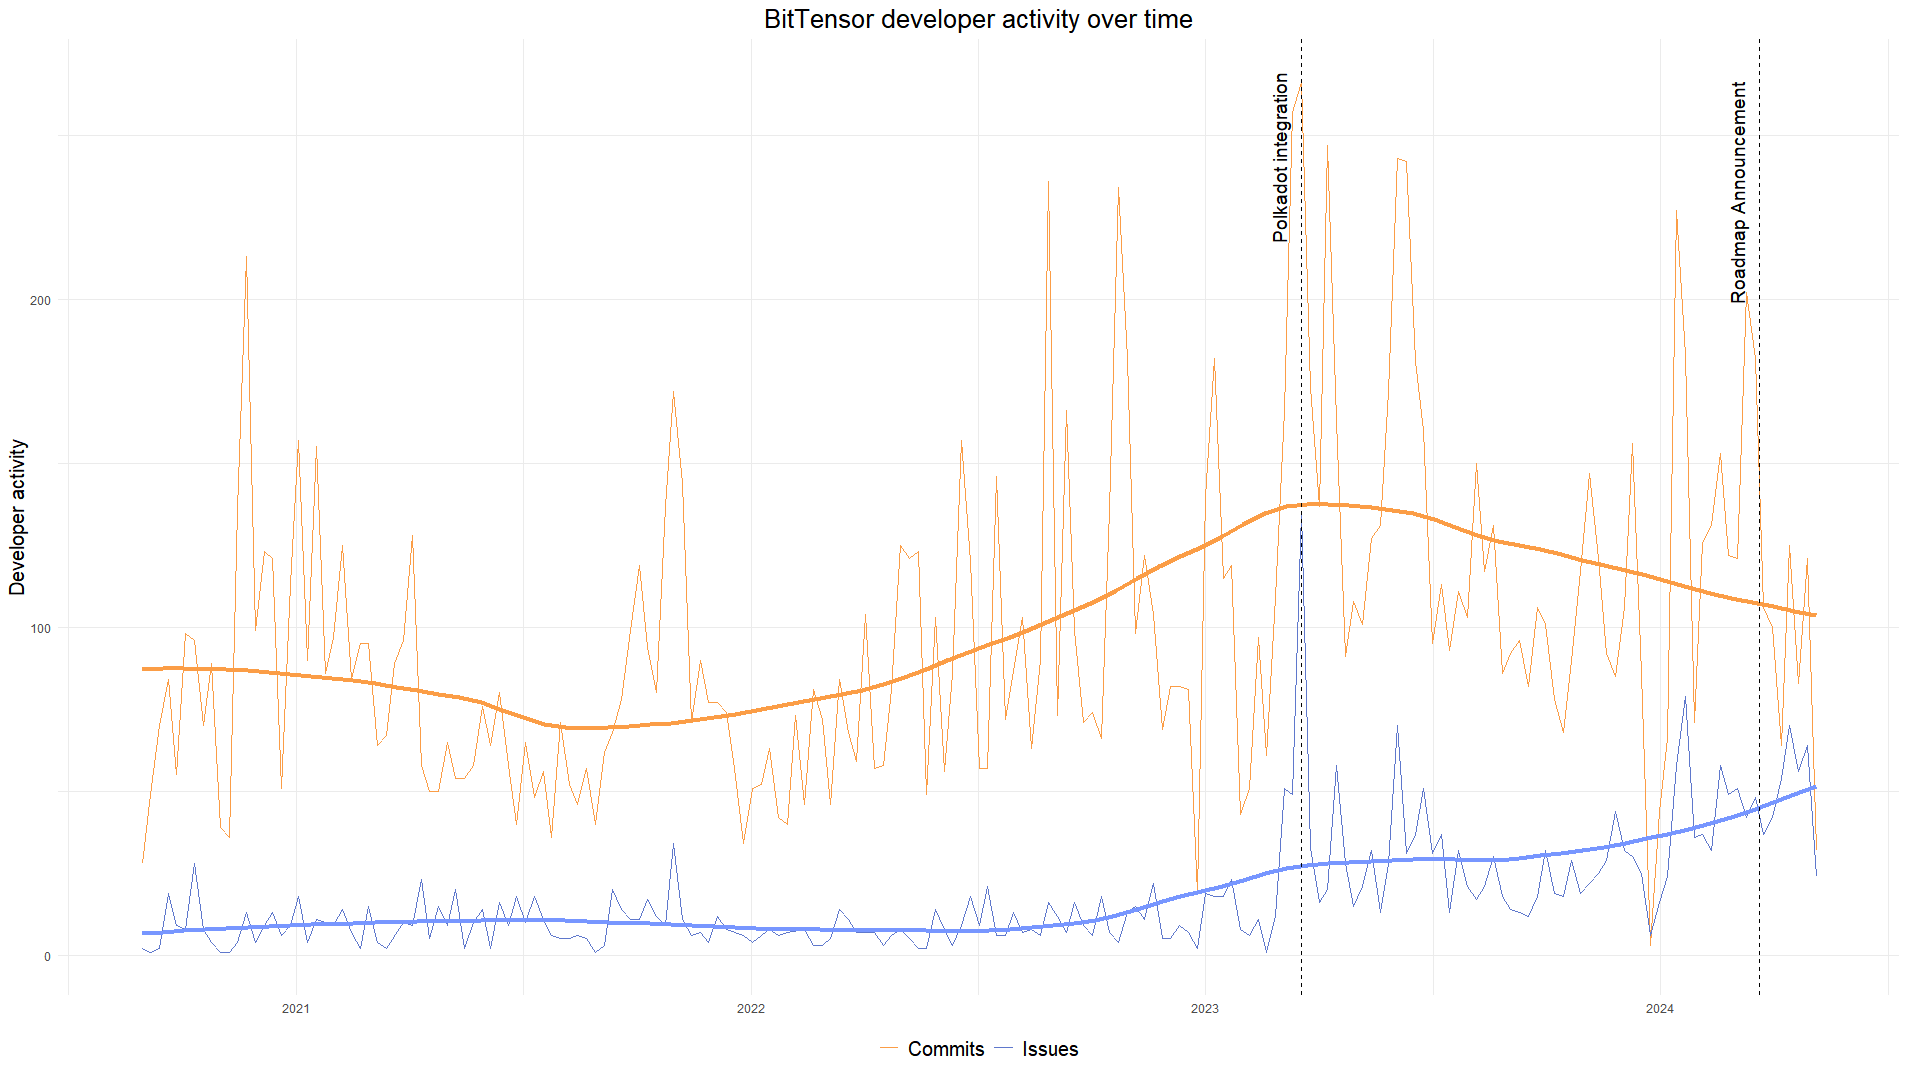 BitTensor developer activity over time
Developer activity
200
100
0
Polkadot integration
Roadmap Announcement
2021
2022
2023
2024
Commits
Issues